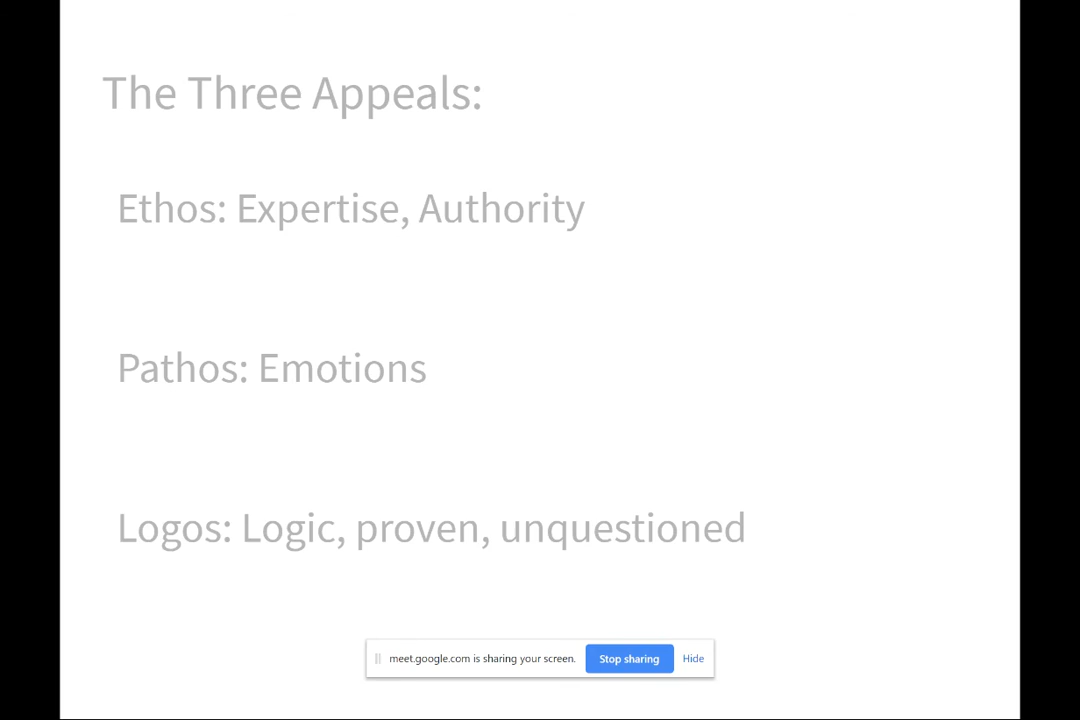 The Three Appeals:
Ethos: Expertise, Authority
Pathos: Emotions
Logos: Logic, proven, unquestioned
meet.google.com is sharing your screen. Stop sharing Hide